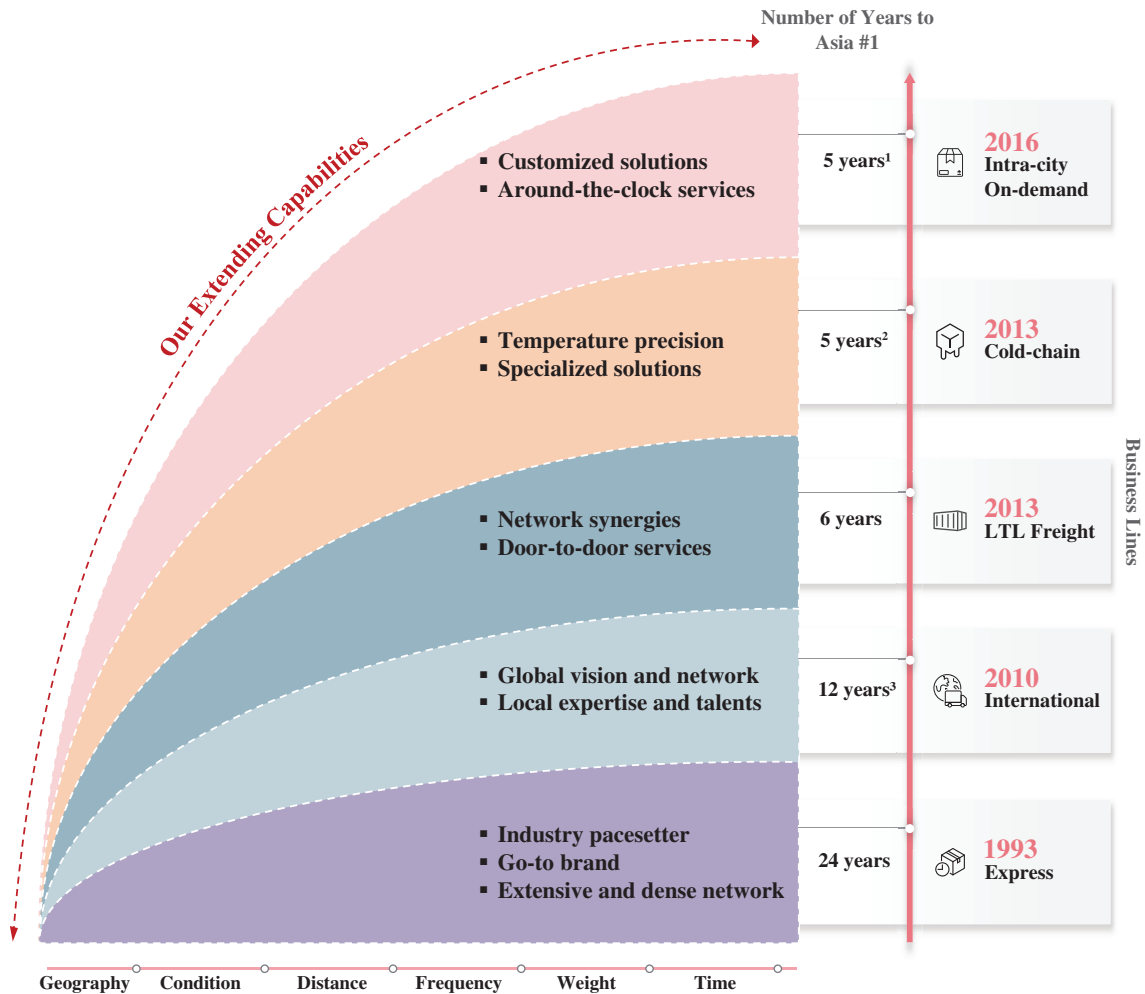 Number of Years to
Asia #1
Our Extending Capabilities
▪ Customized solutions
▪ Around-the-clock services
5 years¹
2016
Intra-city
On-demand
▪ Temperature precision
▪ Specialized solutions
5 years²
2013
Cold-chain
▪ Network synergies
▪ Door-to-door services
6 years
2013
LTL Freight
Business Lines
▪ Global vision and network
▪ Local expertise and talents
12 years³
2010
International
▪ Industry pacesetter
▪ Go-to brand
▪ Extensive and dense network
24 years
1993
Express
Geography
Condition
Distance
Frequency
Weight
Time